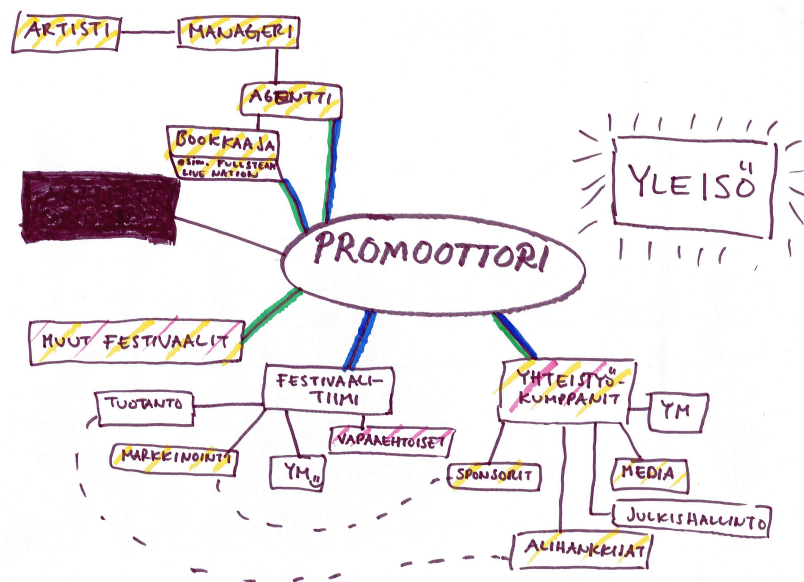 ARTISTI
MANAGERI
AGENTTI
BOOKKAAJA
esim. FULLSTEAM
LIVE NATION
YLEISÖ
PROMOOTTORI
MUUT FESTIVAALIT
FESTIVAALI-
TIIMI
YHTEISTYÖ-
KUMPPANIT
TUOTANTO
YM
VAPAAEHTOISET
MARKKINOINTI
YM
SPONSORIT
MEDIA
JULKISHALLINTO
ALIHANKKIJAT